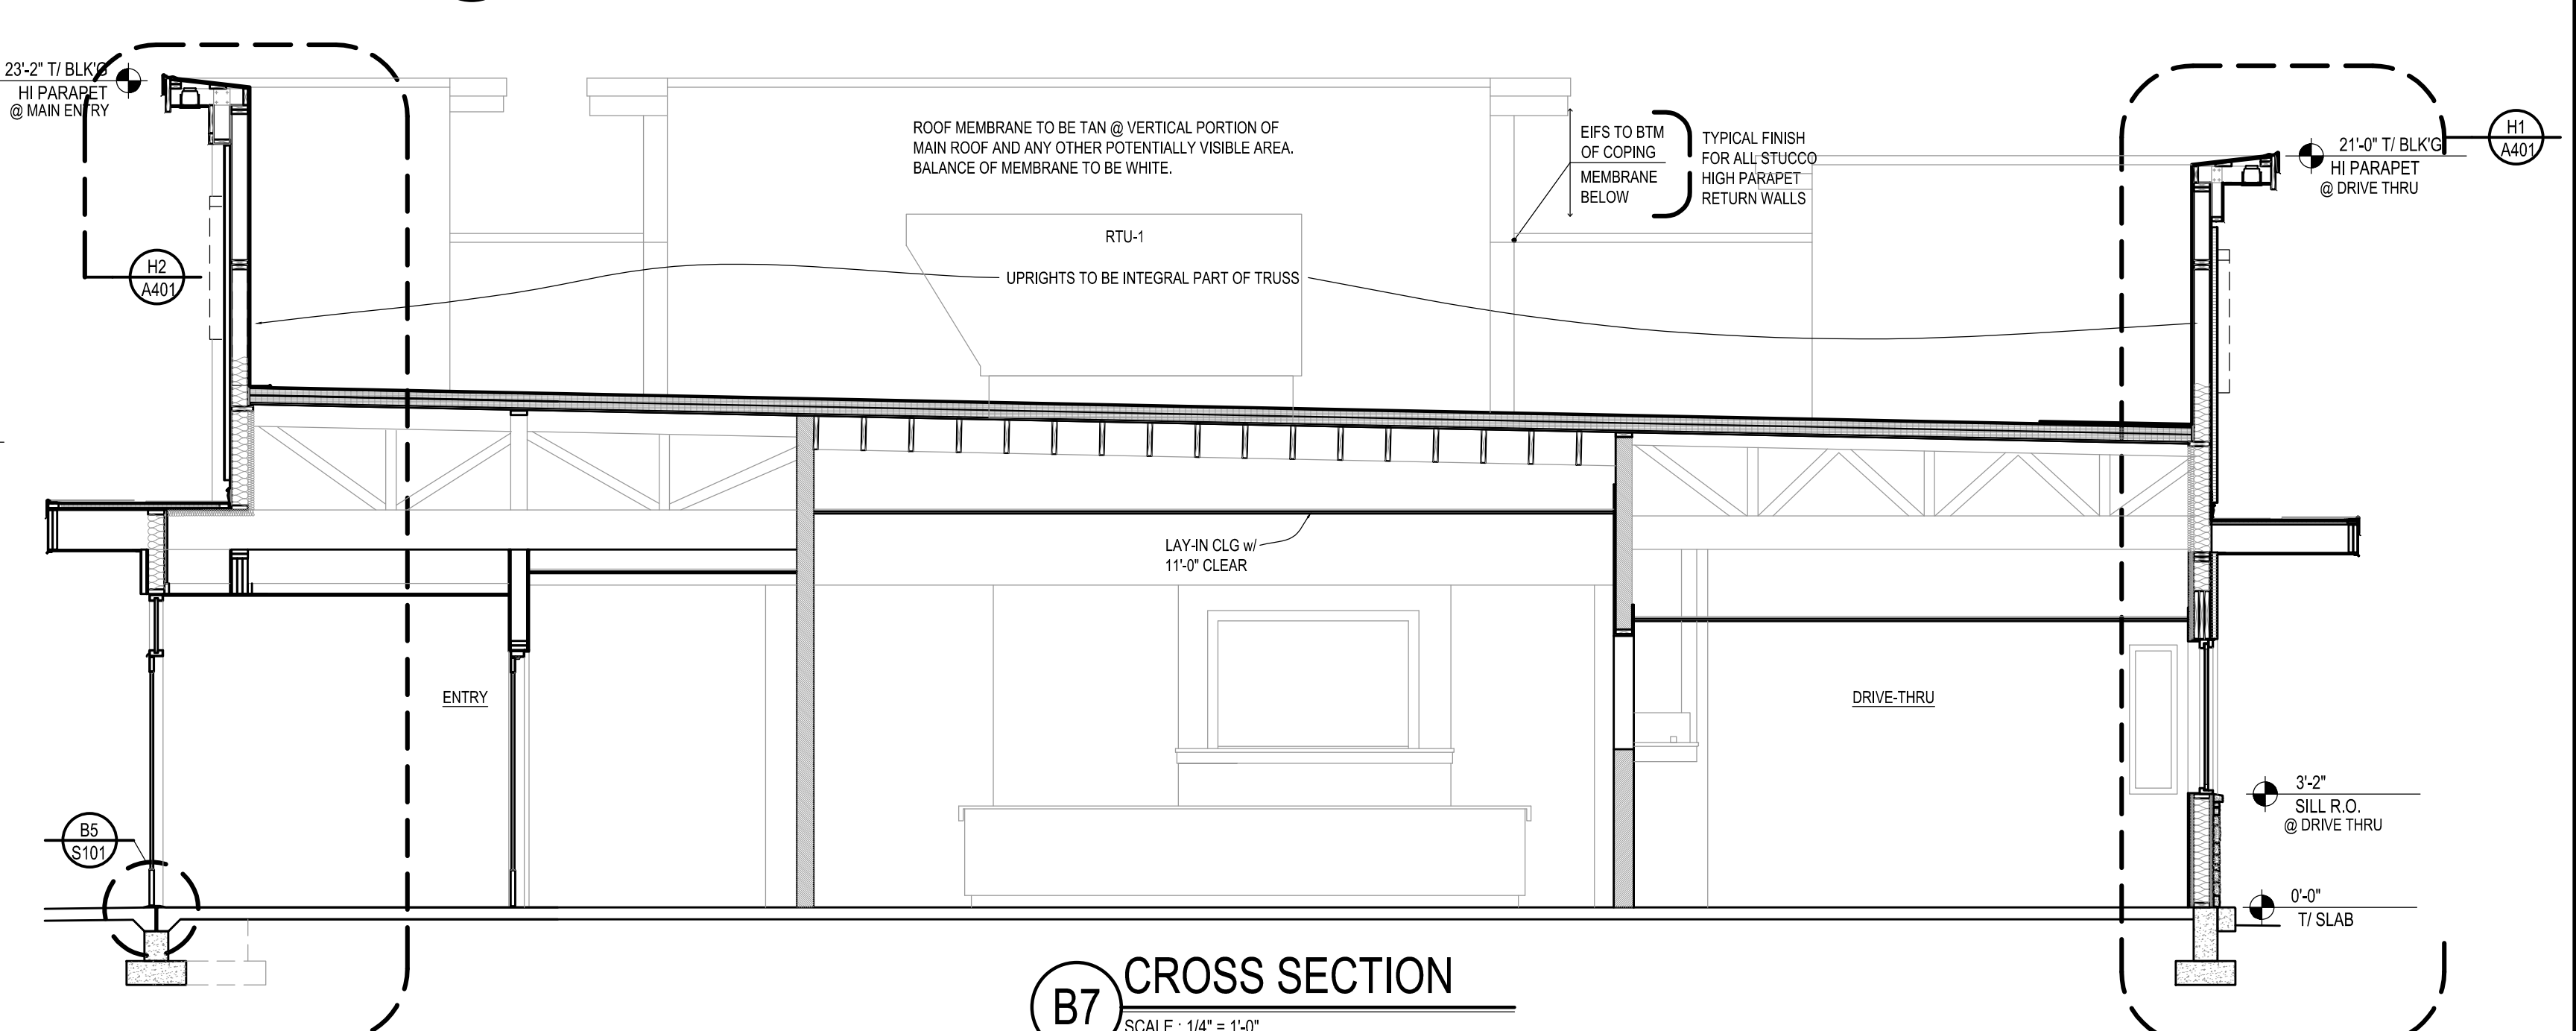 23'-2" T/ BLK'G
HI PARAPET
@ MAIN ENTRY
H2
A401
ROOF MEMBRANE TO BE TAN @ VERTICAL PORTION OF
MAIN ROOF AND ANY OTHER POTENTIALLY VISIBLE AREA.
BALANCE OF MEMBRANE TO BE WHITE.
EIFS TO BTM
OF COPING
MEMBRANE
BELOW
TYPICAL FINISH
FOR ALL STUCCO
HIGH PARAPET
RETURN WALLS
H1
A401
21'-0" T/ BLK'G
HI PARAPET
@ DRIVE THRU
RTU-1
UPRIGHTS TO BE INTEGRAL PART OF TRUSS
LAY-IN CLG w/
11'-0" CLEAR
ENTRY
DRIVE-THRU
3'-2"
SILL R.O.
@ DRIVE THRU
B5
S101
0'-0"
T/ SLAB
B7
CROSS SECTION
SCALE : 1/4" = 1'-0"